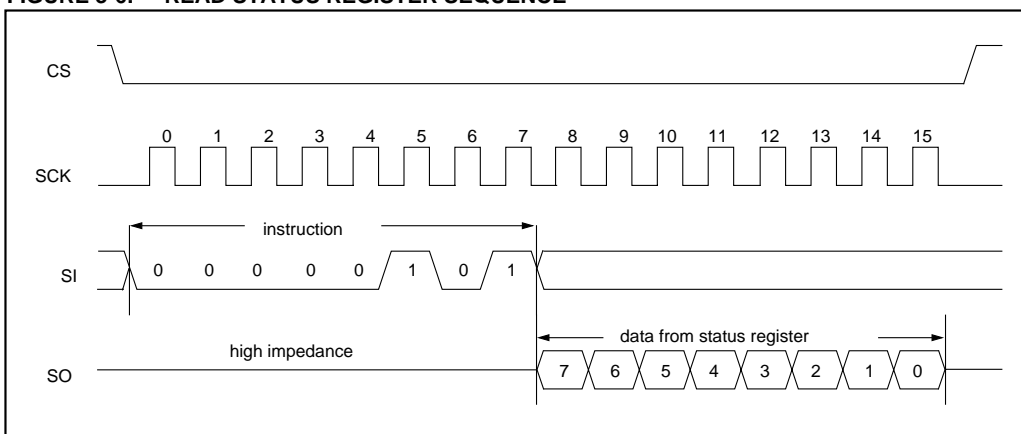 FIGURE 3-6: READ STATUS REGISTER SEQUENCE
CS
0 1 2 3 4 5 6 7 8 9 10 11 12 13 14 15
SCK
instruction
SI 0 0 0 0 0 1 0 1
data from status register
high impedance
SO 7 6 5 4 3 2 1 0